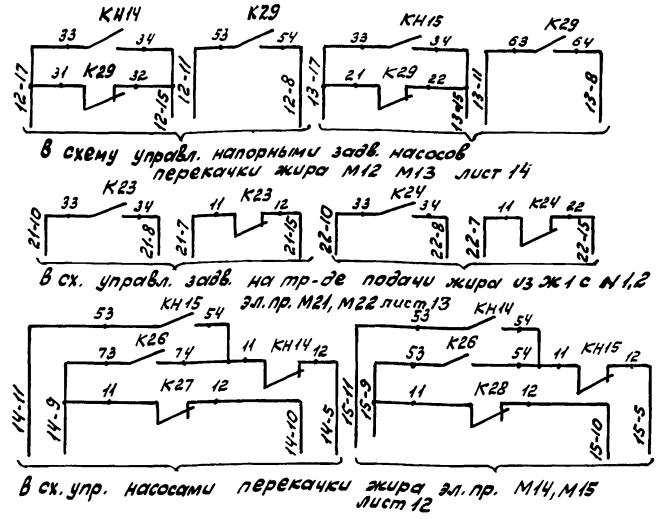 КН14 К29 КН15 К29
33 34 53 54 33 34 63 64
31 К29 32 21 К29 22
12-17 12-15 12-11 12-8 13-17 13-15 13-11 13-8
в схему управл. напорными задв. насосов
перекачки жира М12 М13 лист 14
К23 К23 К24 К24
33 34 11 12 33 34 11 22
21-10 21-8 21-7 21-15 22-10 22-8 22-7 22-15
в сх. управл. задв. на тр-де подачи жира из Ж1 с N 1,2
эл. пр. М21, М22 лист 13
КН15 КН14
53 54 53 54
К26 КН14 К26 КН15
73 74 11 12 53 54 11 12
К27 К28
11 12 11 12
14-11 14-9 14-10 14-5 15-11 15-9 15-10 15-5
в сх. упр. насосами перекачки жира эл. пр. М14, М15
лист 12